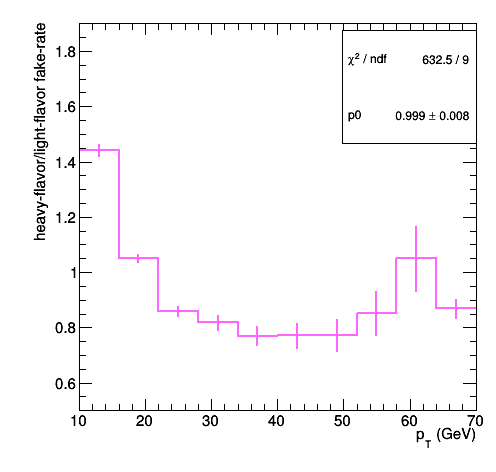 heavy-flavor/light-flavor fake-rate
χ² / ndf 632.5 / 9
p0 0.999 ± 0.008
1.8
1.6
1.4
1.2
1
0.8
0.6
10 20 30 40 50 60 70
p_T (GeV)